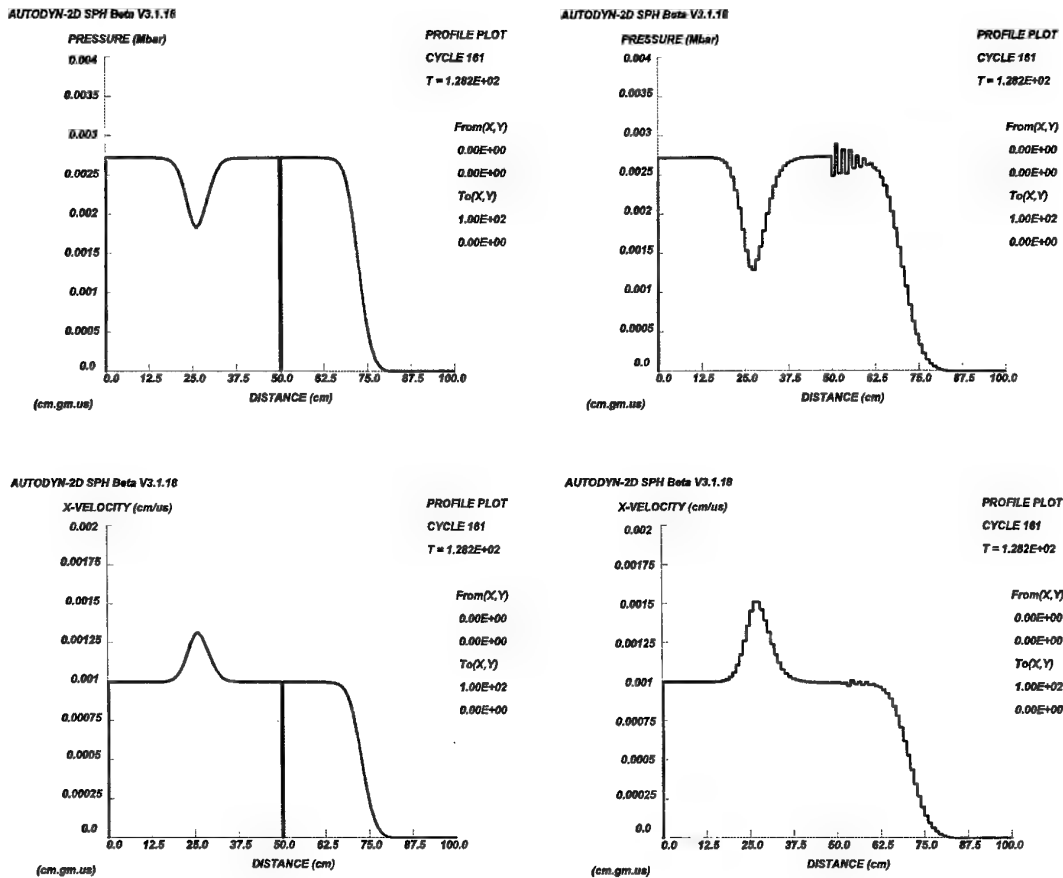 AUTODYN-2D SPH Beta V3.1.16
PRESSURE (Mbar)
0.004
0.0035
0.003
0.0025
0.002
0.0015
0.001
0.0005
0.0
0.0 12.5 25.0 37.5 50.0 62.5 75.0 87.5 100.0
DISTANCE (cm)
(cm.gm.us)
PROFILE PLOT
CYCLE 161
T = 1.282E+02
From(X,Y)
0.00E+00
0.00E+00
To(X,Y)
1.00E+02
0.00E+00
AUTODYN-2D SPH Beta V3.1.16
PRESSURE (Mbar)
0.004
0.0035
0.003
0.0025
0.002
0.0015
0.001
0.0005
0.0
0.0 12.5 25.0 37.5 50.0 62.5 75.0 87.5 100.0
DISTANCE (cm)
(cm.gm.us)
PROFILE PLOT
CYCLE 161
T = 1.282E+02
From(X,Y)
0.00E+00
0.00E+00
To(X,Y)
1.00E+02
0.00E+00
AUTODYN-2D SPH Beta V3.1.16
X-VELOCITY (cm/us)
0.002
0.00175
0.0015
0.00125
0.001
0.00075
0.0005
0.00025
0.0
0.0 12.5 25.0 37.5 50.0 62.5 75.0 87.5 100.0
DISTANCE (cm)
(cm.gm.us)
PROFILE PLOT
CYCLE 161
T = 1.282E+02
From(X,Y)
0.00E+00
0.00E+00
To(X,Y)
1.00E+02
0.00E+00
AUTODYN-2D SPH Beta V3.1.16
X-VELOCITY (cm/us)
0.002
0.00175
0.0015
0.00125
0.001
0.00075
0.0005
0.00025
0.0
0.0 12.5 25.0 37.5 50.0 62.5 75.0 87.5 100.0
DISTANCE (cm)
(cm.gm.us)
PROFILE PLOT
CYCLE 161
T = 1.282E+02
From(X,Y)
0.00E+00
0.00E+00
To(X,Y)
1.00E+02
0.00E+00